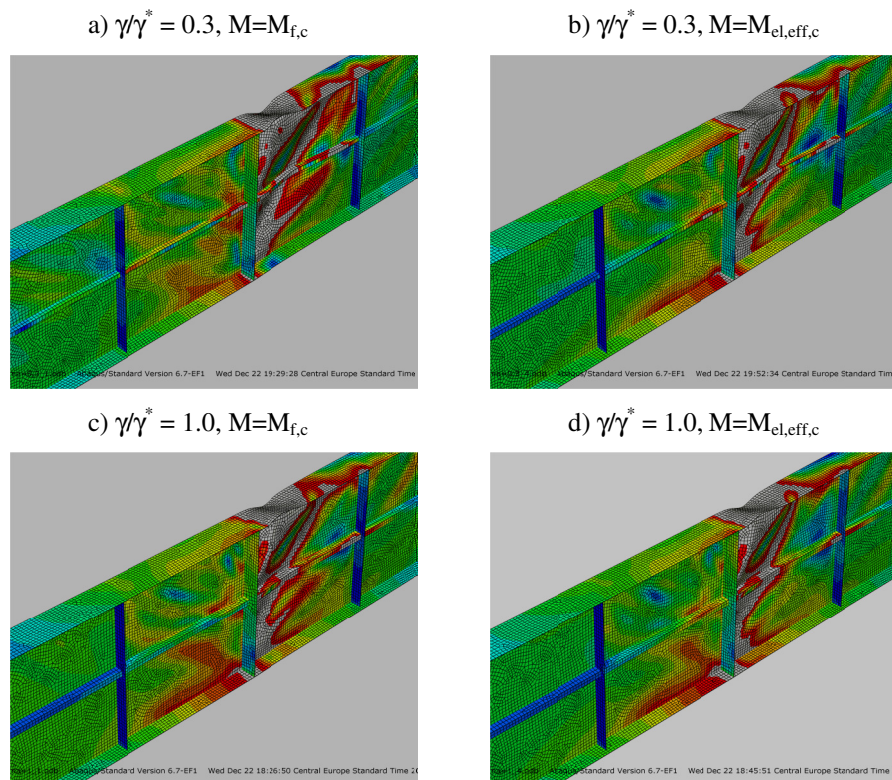 a) γ/γ* = 0.3, M=Mf,c
b) γ/γ* = 0.3, M=Mel,eff,c
Abaqus/Standard Version 6.7-EF1 Wed Dec 22 19:29:28 Central Europe Standard Time
Abaqus/Standard Version 6.7-EF1 Wed Dec 22 19:52:34 Central Europe Standard Time
c) γ/γ* = 1.0, M=Mf,c
d) γ/γ* = 1.0, M=Mel,eff,c
Abaqus/Standard Version 6.7-EF1 Wed Dec 22 18:26:50 Central Europe Standard Time
Abaqus/Standard Version 6.7-EF1 Wed Dec 22 18:45:51 Central Europe Standard Time